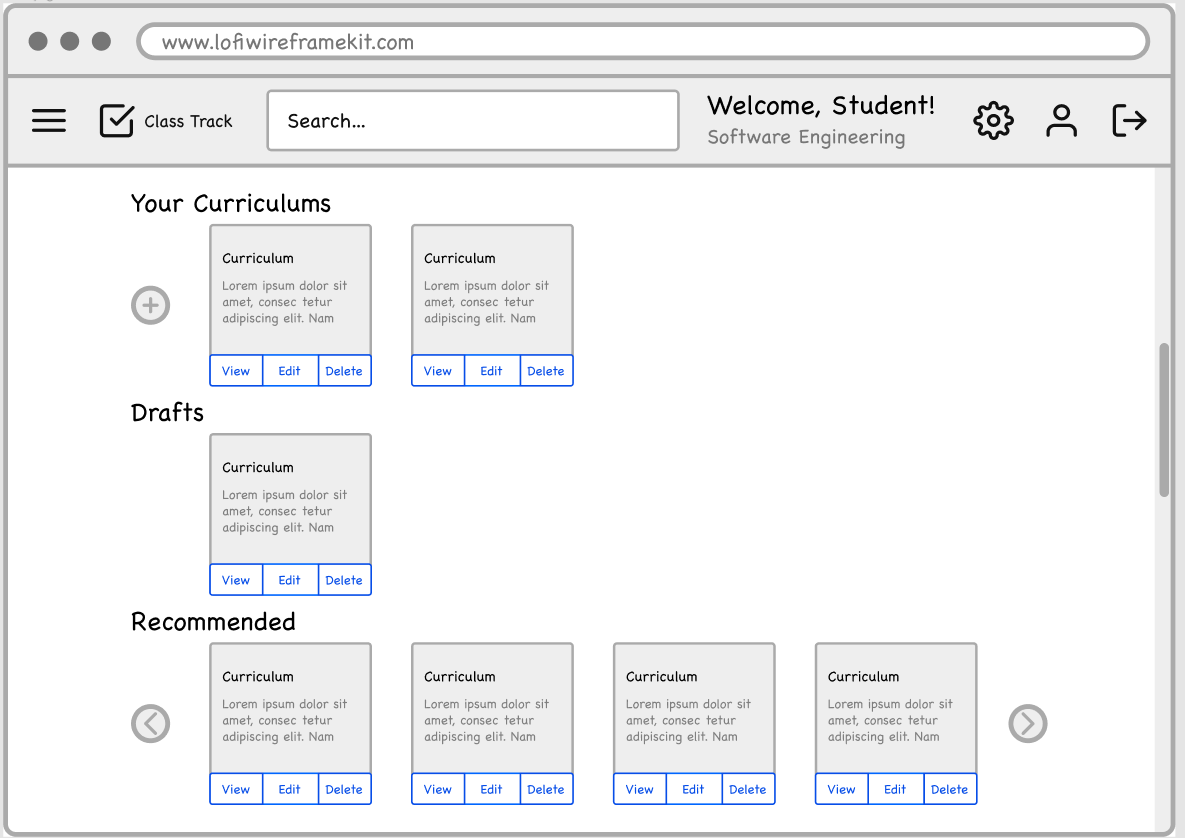 www.lofiwireframekit.com
Class Track
Search...
Welcome, Student!
Software Engineering
Your Curriculums
Curriculum
Lorem ipsum dolor sit
amet, consec tetur
adipiscing elit. Nam
View Edit Delete
Curriculum
Lorem ipsum dolor sit
amet, consec tetur
adipiscing elit. Nam
View Edit Delete
Drafts
Curriculum
Lorem ipsum dolor sit
amet, consec tetur
adipiscing elit. Nam
View Edit Delete
Recommended
Curriculum
Lorem ipsum dolor sit
amet, consec tetur
adipiscing elit. Nam
View Edit Delete
Curriculum
Lorem ipsum dolor sit
amet, consec tetur
adipiscing elit. Nam
View Edit Delete
Curriculum
Lorem ipsum dolor sit
amet, consec tetur
adipiscing elit. Nam
View Edit Delete
Curriculum
Lorem ipsum dolor sit
amet, consec tetur
adipiscing elit. Nam
View Edit Delete